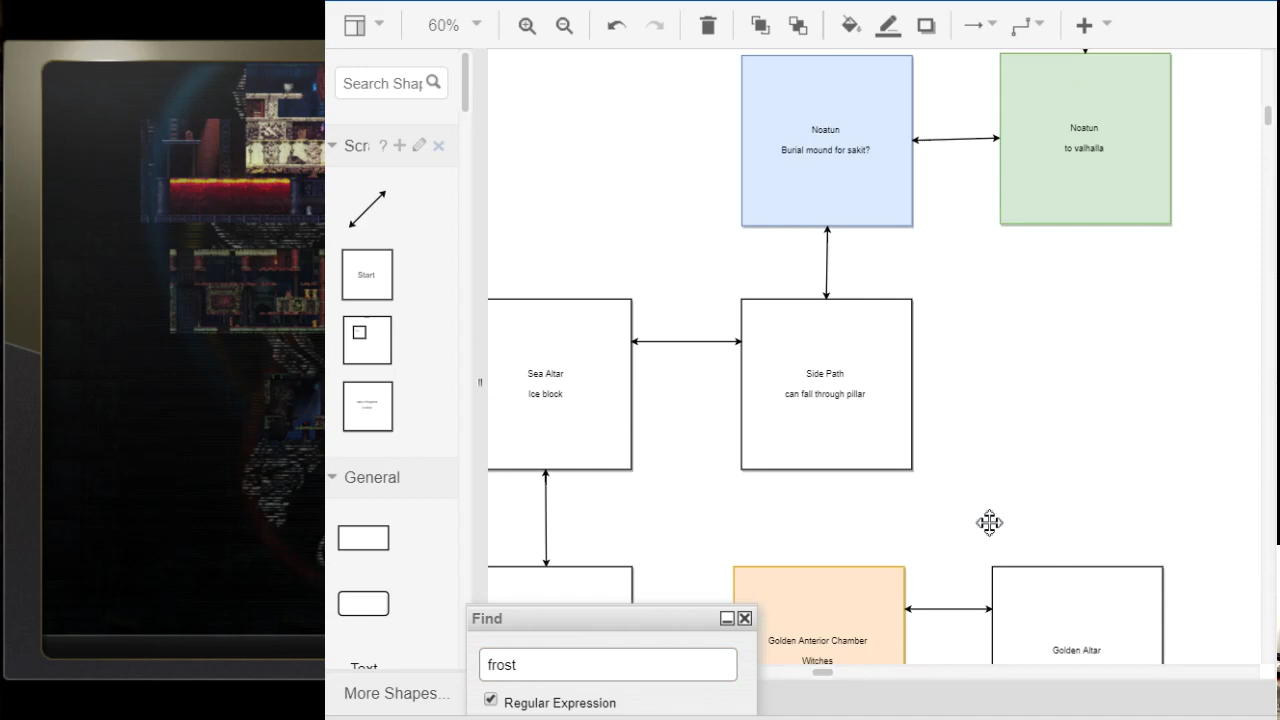 60%
Search Shap
Scra
?
Start
General
Text
More Shapes...
Noatun
Burial mound for sakit?
Noatun
to valhalla
Sea Altar
Ice block
Side Path
can fall through pillar
Golden Anterior Chamber
Witches
Golden Altar
Find
frost
Regular Expression